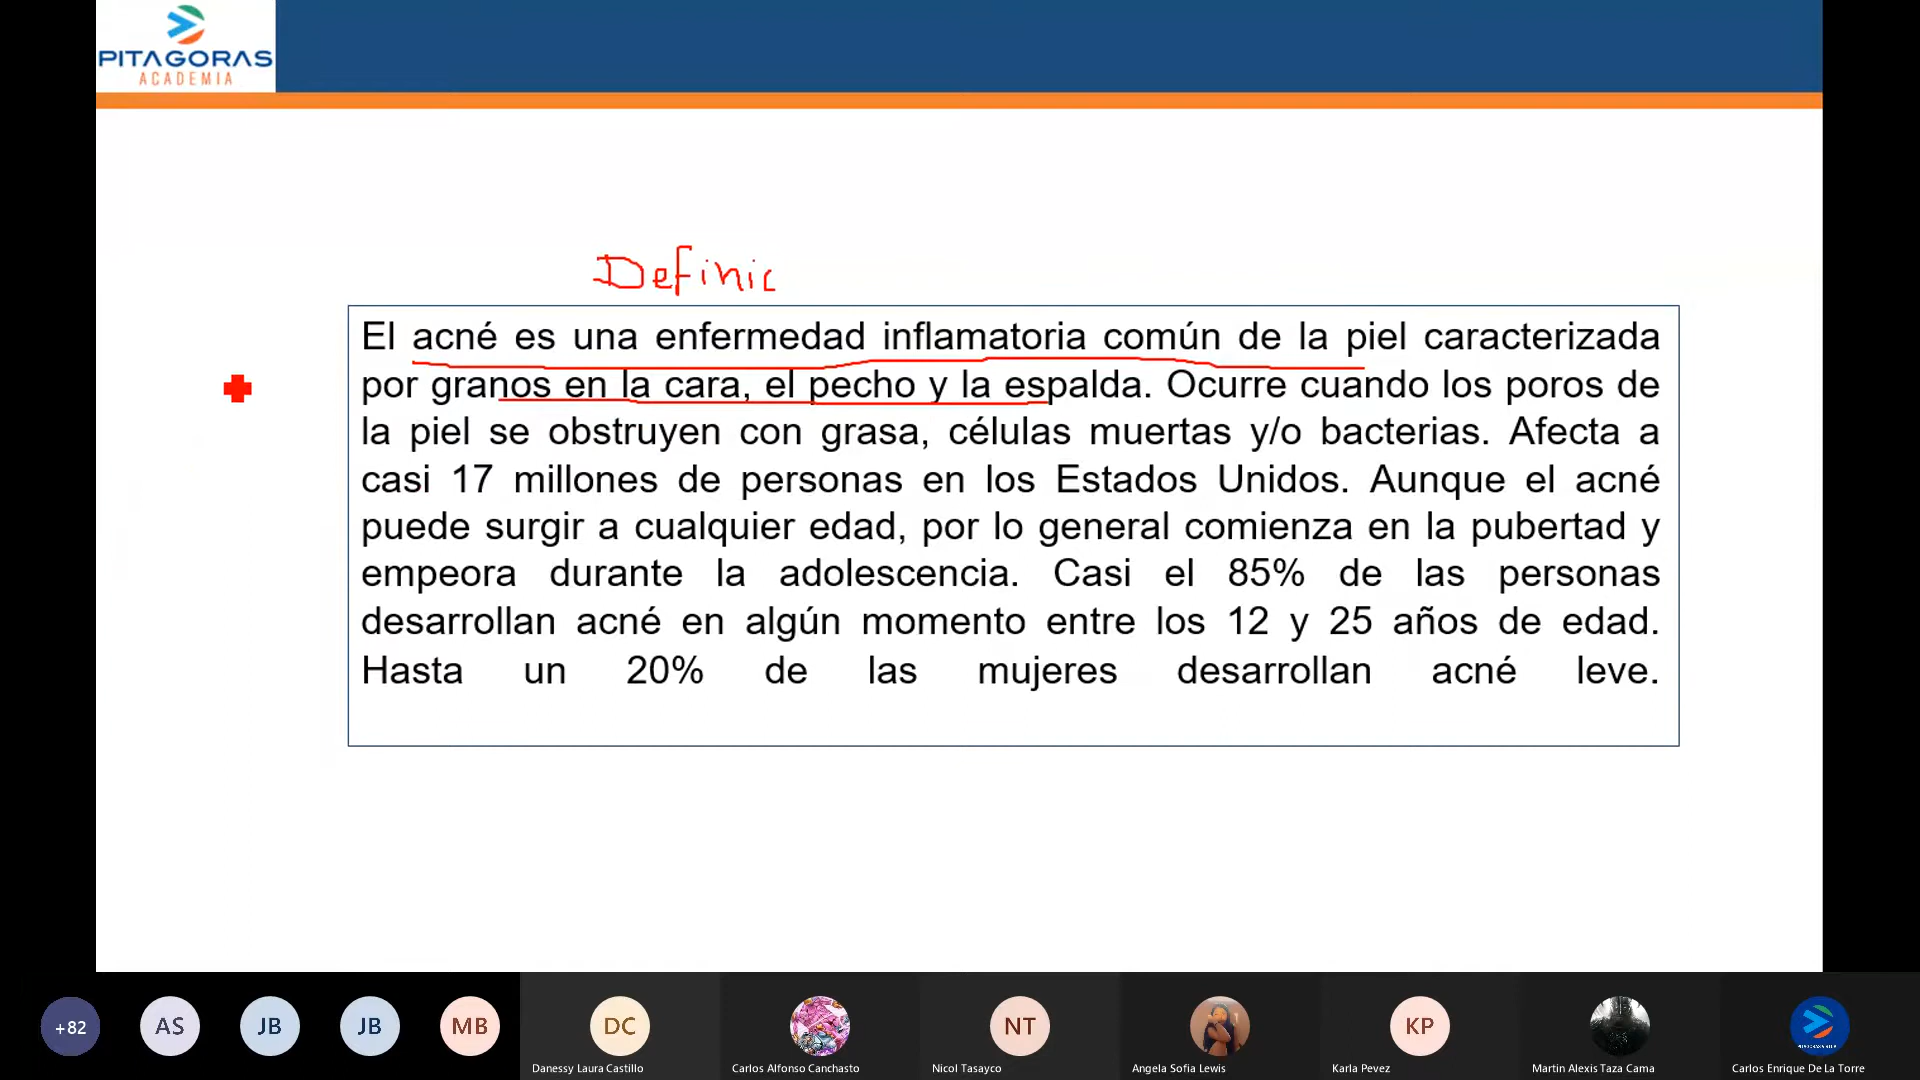 PITAGORAS
ACADEMIA
Definic
El acné es una enfermedad inflamatoria común de la piel caracterizada
por granos en la cara, el pecho y la espalda. Ocurre cuando los poros de
la piel se obstruyen con grasa, células muertas y/o bacterias. Afecta a
casi 17 millones de personas en los Estados Unidos. Aunque el acné
puede surgir a cualquier edad, por lo general comienza en la pubertad y
empeora durante la adolescencia. Casi el 85% de las personas
desarrollan acné en algún momento entre los 12 y 25 años de edad.
Hasta un 20% de las mujeres desarrollan acné leve.
+82
AS
JB
JB
MB
DC
NT
KP
Danessy Laura Castillo
Carlos Alfonso Canchasto
Nicol Tasayco
Angela Sofia Lewis
Karla Pevez
Martin Alexis Taza Cama
Carlos Enrique De La Torre